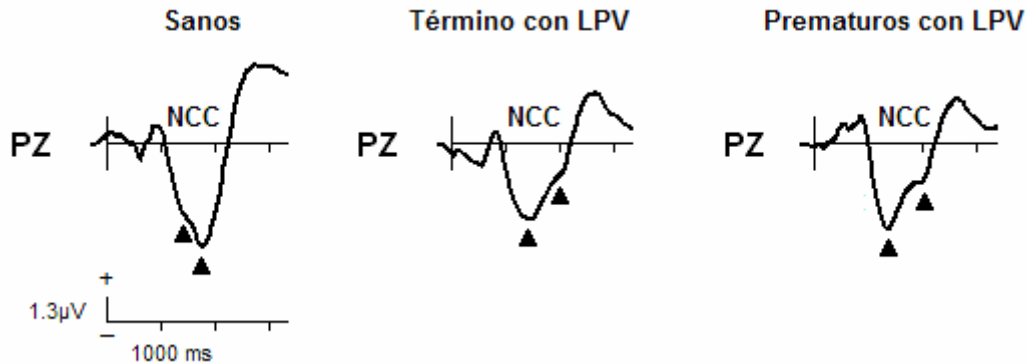 Sanos
Término con LPV
Prematuros con LPV
PZ
NCC
PZ
NCC
PZ
NCC
+
1.3µV
−
1000 ms